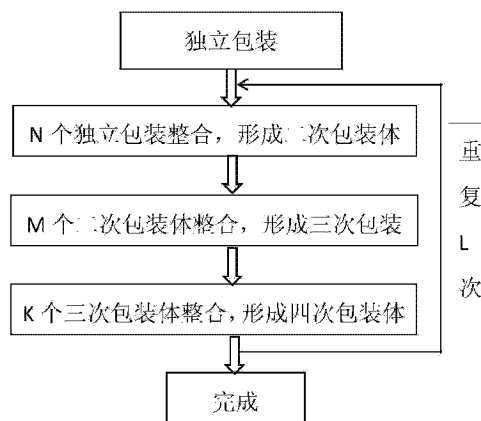 独立包装
N 个独立包装整合，形成二次包装体
M 个二次包装体整合，形成三次包装
K 个三次包装体整合，形成四次包装体
完成
重
复
L
次